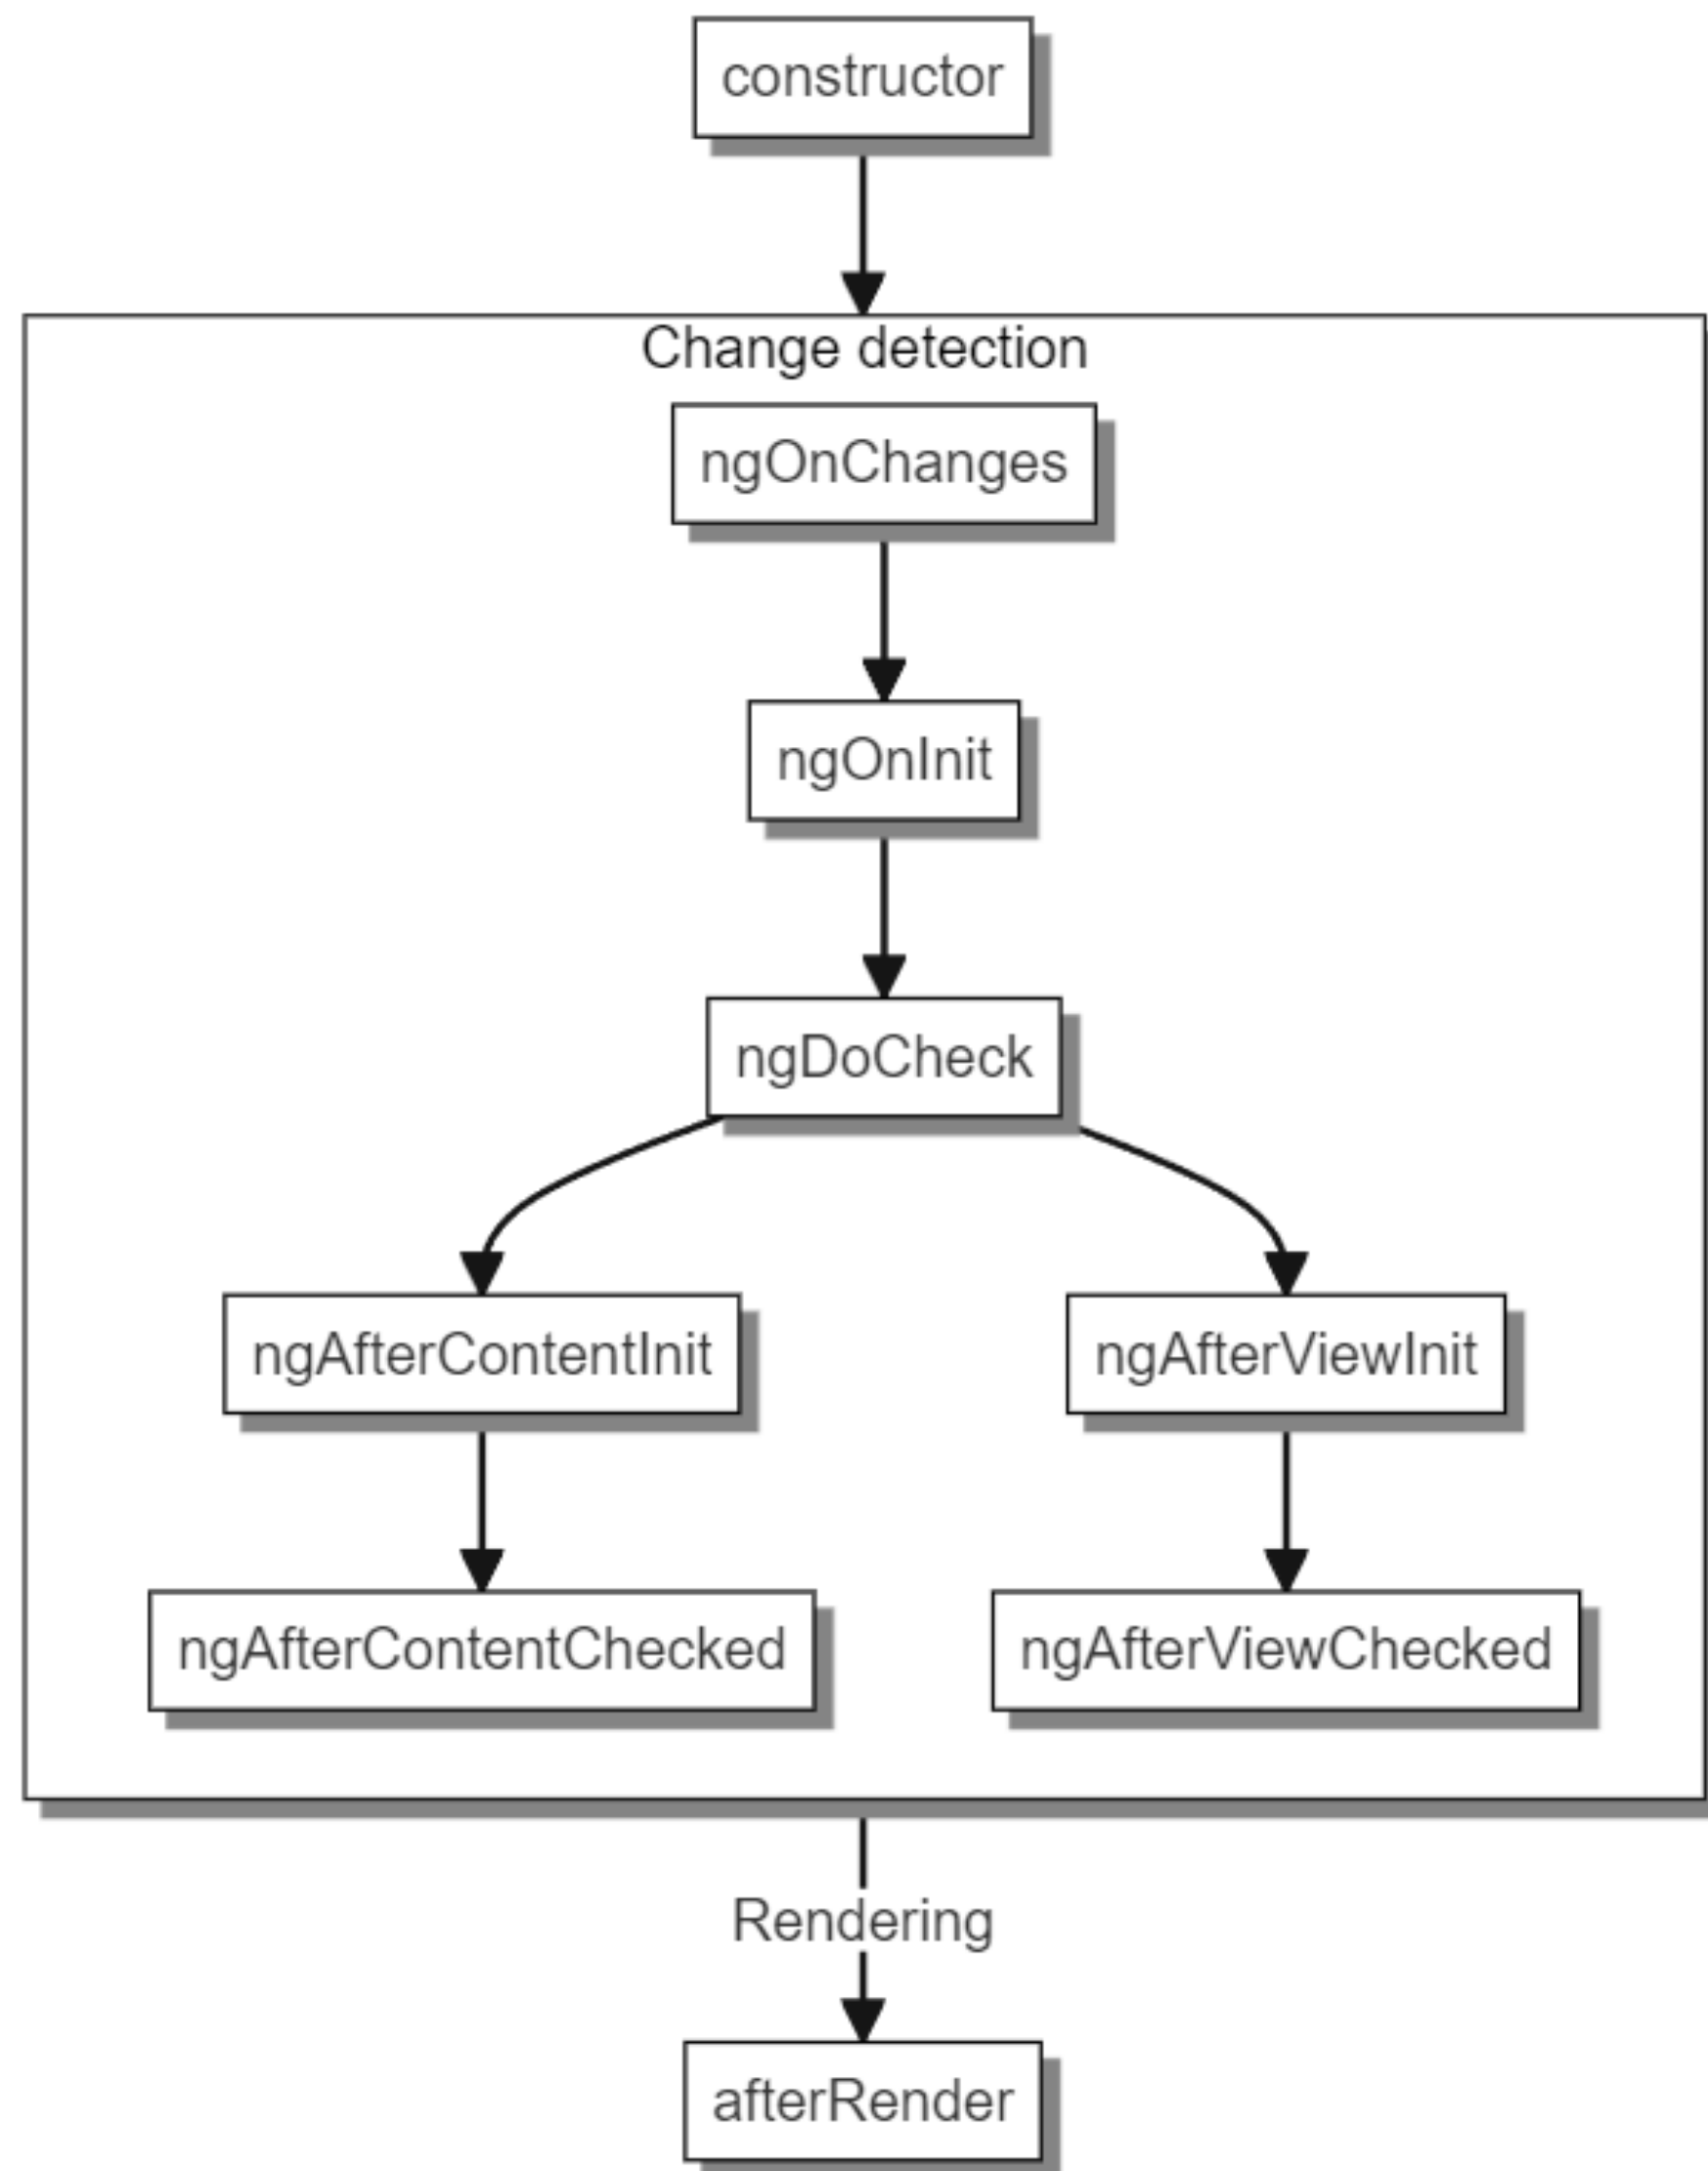 constructor
Change detection
ngOnChanges
ngOnInit
ngDoCheck
ngAfterContentInit
ngAfterViewInit
ngAfterContentChecked
ngAfterViewChecked
Rendering
afterRender